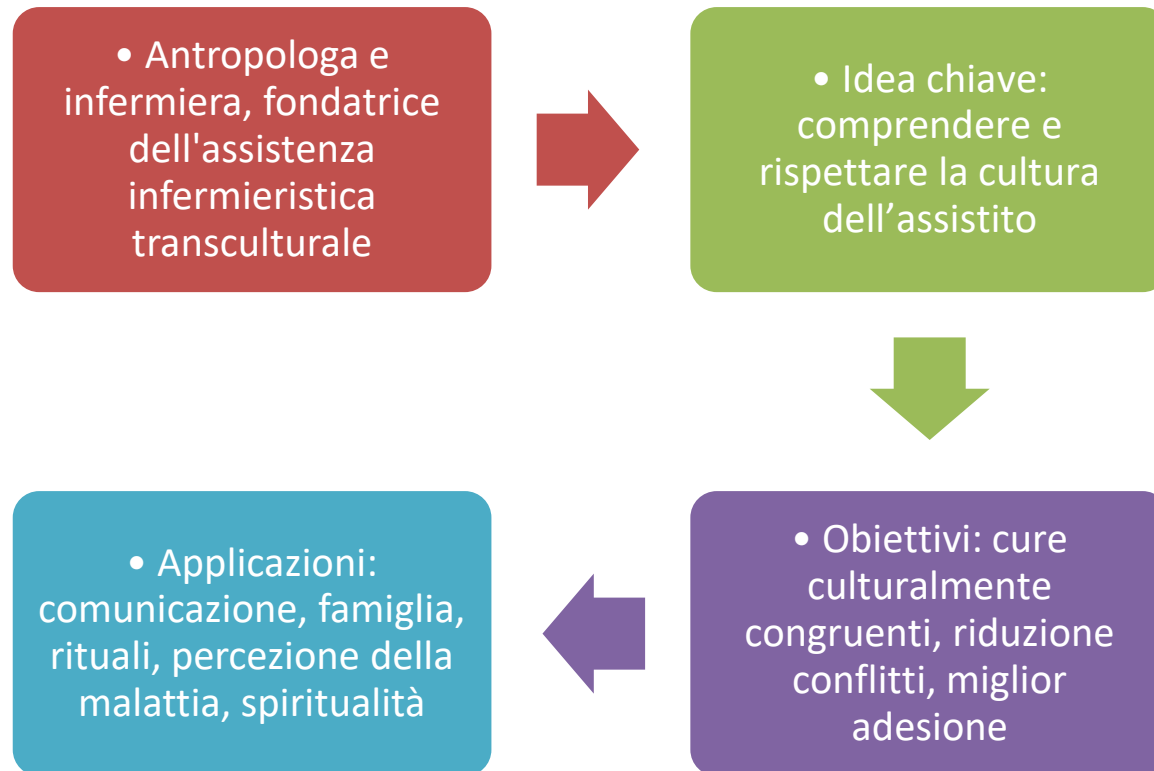 • Antropologa e
infermiera, fondatrice
dell'assistenza
infermieristica
transculturale
• Idea chiave:
comprendere e
rispettare la cultura
dell’assistito
• Obiettivi: cure
culturalmente
congruenti, riduzione
conflitti, miglior
adesione
• Applicazioni:
comunicazione, famiglia,
rituali, percezione della
malattia, spiritualità